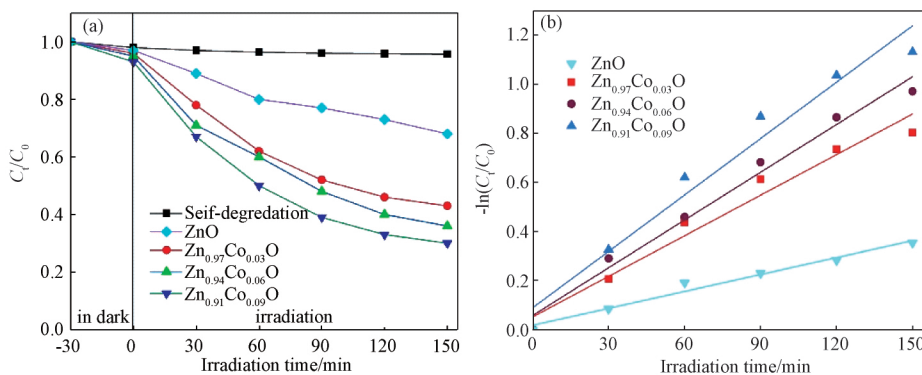 (a)
1.0
0.8
0.6
0.4
0.2
0.0
C_t/C_0
Seif-degredation
ZnO
Zn0.97Co0.03O
Zn0.94Co0.06O
Zn0.91Co0.09O
in dark
irradiation
-30 0 30 60 90 120 150
Irradiation time/min
(b)
1.2
1.0
0.8
0.6
0.4
0.2
0.0
-ln(C_t/C_0)
ZnO
Zn0.97Co0.03O
Zn0.94Co0.06O
Zn0.91Co0.09O
0 30 60 90 120 150
Irradiation time/min